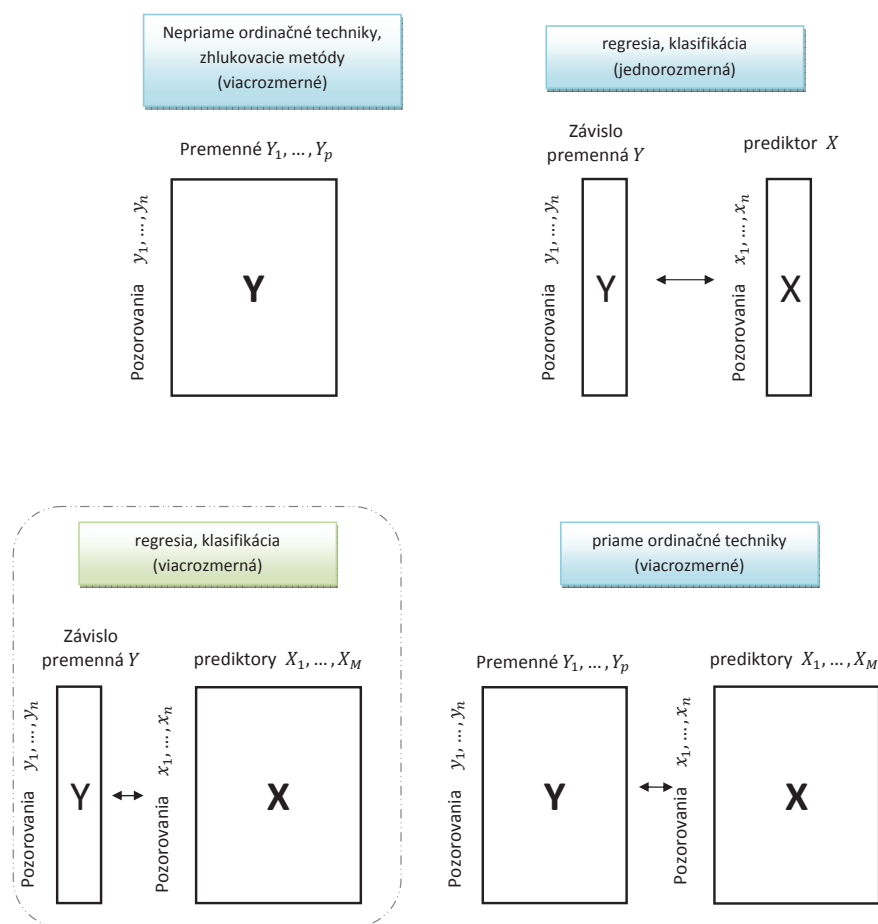 Nepriame ordinačné techniky,
zhlukovacie metódy
(viacrozmerné)
Premenné Y₁, … , Yₚ
Pozorovania y₁, … , yₙ
Y
regresia, klasifikácia
(jednorozmerná)
Závislo
premenná Y
prediktor X
Pozorovania y₁, … , yₙ
Y
Pozorovania x₁, … , xₙ
X
regresia, klasifikácia
(viacrozmerná)
Závislo
premenná Y
prediktory X₁, … , X_M
Pozorovania y₁, … , yₙ
Y
Pozorovania x₁, … , xₙ
X
priame ordinačné techniky
(viacrozmerné)
Premenné Y₁, … , Yₚ
prediktory X₁, … , X_M
Pozorovania y₁, … , yₙ
Y
Pozorovania x₁, … , xₙ
X